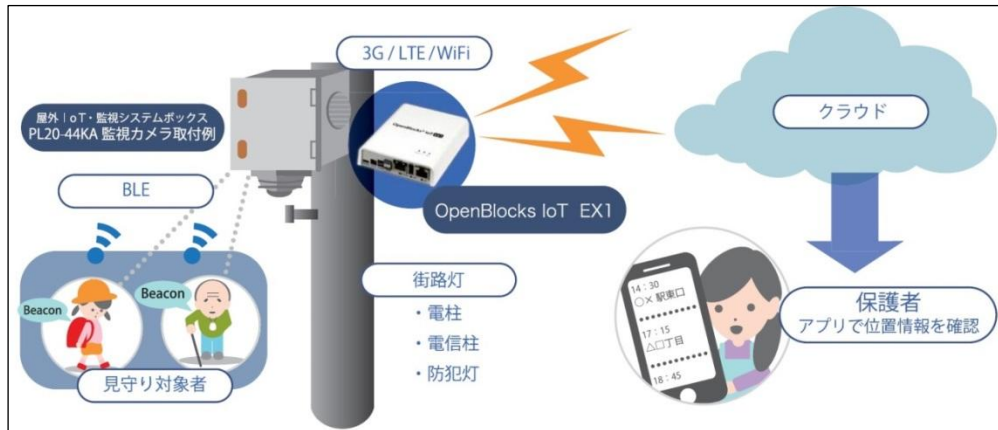 3G / LTE / WiFi
屋外IoT・監視システムボックス
PL20-44KA 監視カメラ取付例
BLE
Beacon
Beacon
見守り対象者
OpenBlocks IoT EX1
OpenBlocks IoT EX1
街路灯
・電柱
・電信柱
・防犯灯
クラウド
14：30
○× 駅東口
17：15
△□丁目
18：45
保護者
アプリで位置情報を確認